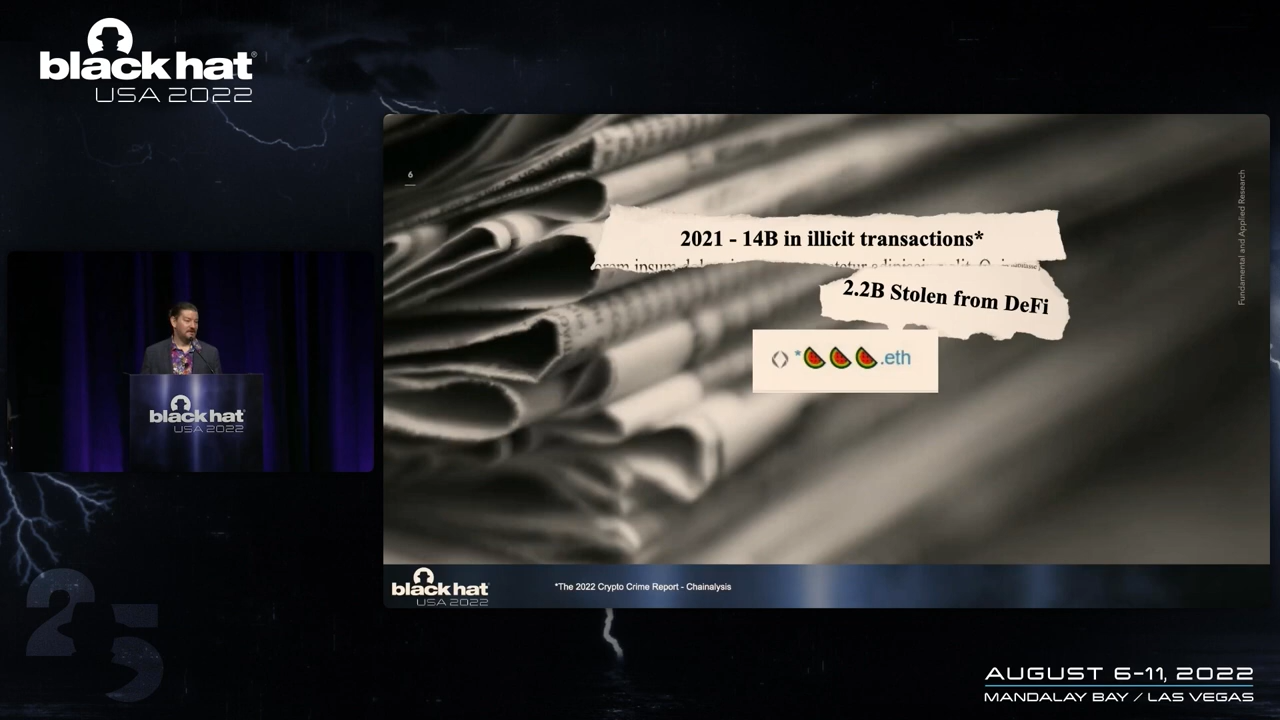 black hat®
USA 2022
6
Fundamental and Applied Research
2021 - 14B in illicit transactions*
2.2B Stolen from DeFi
*🍉🍉🍉.eth
black hat
USA 2022
black hat
USA 2022
*The 2022 Crypto Crime Report - Chainalysis
25
AUGUST 6-11, 2022
MANDALAY BAY / LAS VEGAS